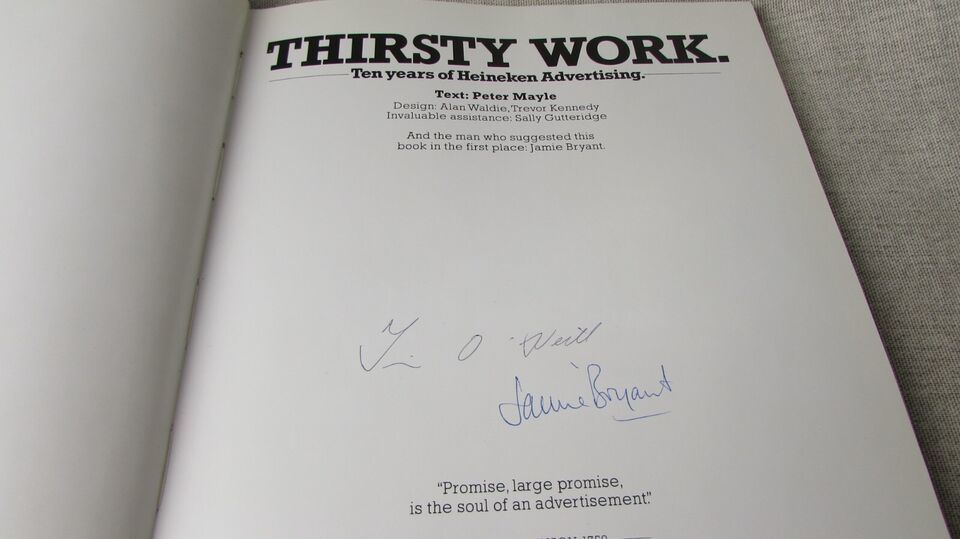 THIRSTY WORK.
Ten years of Heineken Advertising.
Text: Peter Mayle
Design: Alan Waldie, Trevor Kennedy
Invaluable assistance: Sally Gutteridge
And the man who suggested this
book in the first place: Jamie Bryant.
O'Neill
Jamie Bryant
“Promise, large promise,
is the soul of an advertisement.”